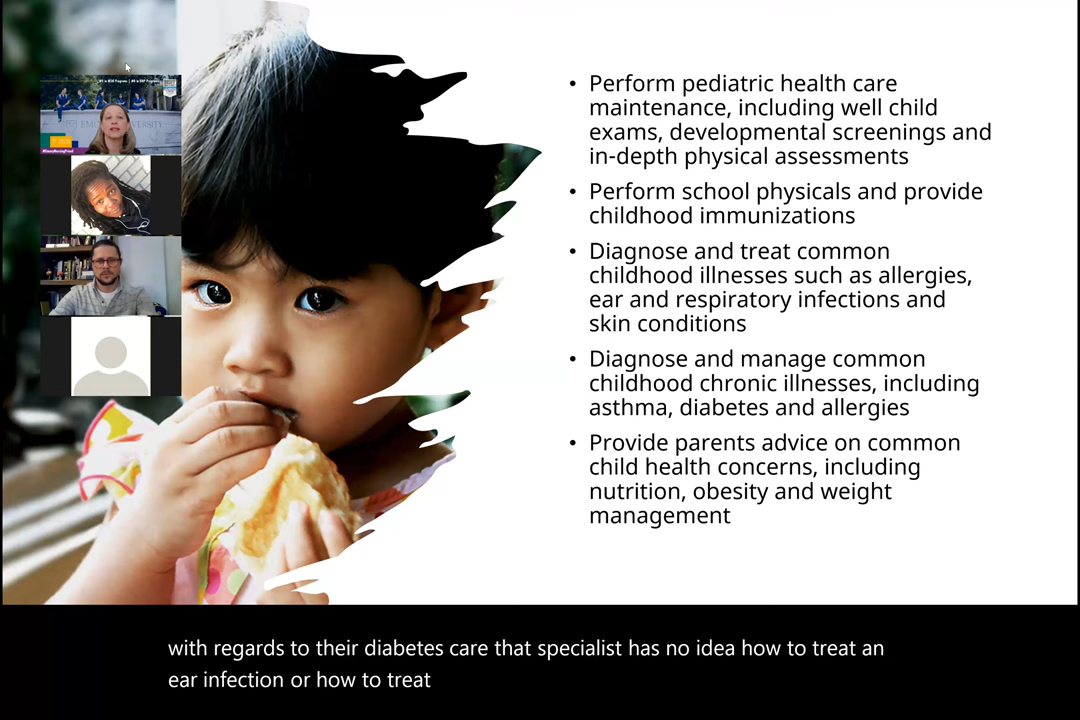 EMORY UNIVERSITY
• Perform pediatric health care
maintenance, including well child
exams, developmental screenings and
in-depth physical assessments
• Perform school physicals and provide
childhood immunizations
• Diagnose and treat common
childhood illnesses such as allergies,
ear and respiratory infections and
skin conditions
• Diagnose and manage common
childhood chronic illnesses, including
asthma, diabetes and allergies
• Provide parents advice on common
child health concerns, including
nutrition, obesity and weight
management
with regards to their diabetes care that specialist has no idea how to treat an
ear infection or how to treat